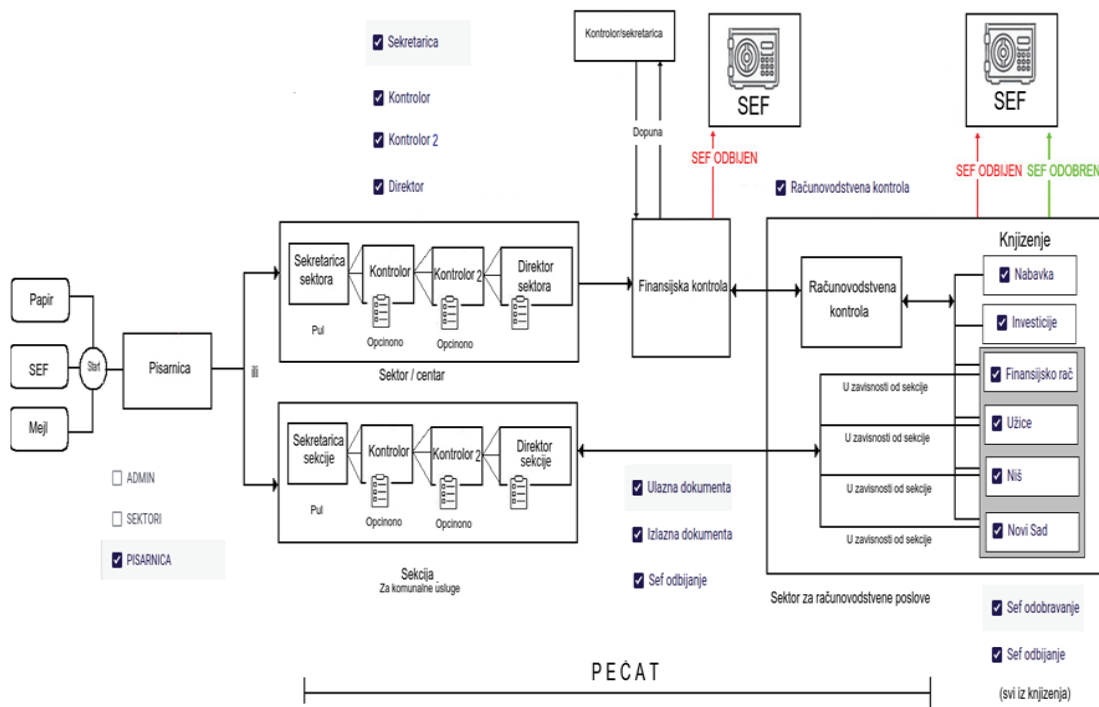 Sekretarica
Kontrolor
Kontrolor 2
Direktor
Kontrolor/sekretarica
SEF
SEF
Dopuna
SEF ODBIJEN
SEF ODBIJEN
SEF ODOBREN
Računovodstvena kontrola
Papir
SEF
Mejl
Start
Pisarnica
ilii
Sekretarica
sektora
Kontrolor
Kontrolor 2
Direktor
sektora
Pul
Opcinono
Opcinono
Sektor / centar
Finansijska kontrola
Računovodstvena
kontrola
Knjizenje
Nabavka
Investicije
Finansijsko rač
Užice
Niš
Novi Sad
U zavisnosti od sekcije
U zavisnosti od sekcije
U zavisnosti od sekcije
U zavisnosti od sekcije
Sekretarica
sekcije
Kontrolor
Kontrolor 2
Direktor
sekcije
Pul
Opcinono
Opcinono
Sekcija
Za komunalne usluge
ADMIN
SEKTORI
PISARNICA
Ulazna dokumenta
Izlazna dokumenta
Sef odbijanje
Sektor za računovodstvene poslove
Sef odobravanje
Sef odbijanje
(svi iz knjizenja)
PEČAT